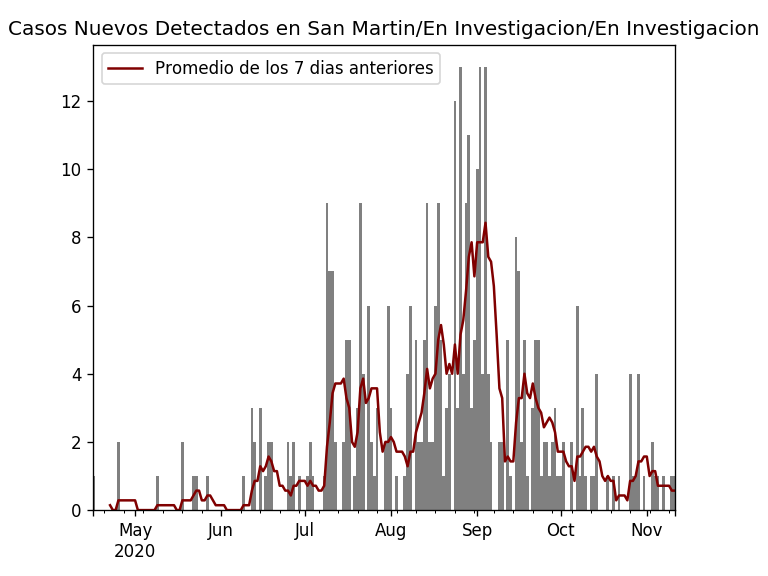 Casos Nuevos Detectados en San Martin/En Investigacion/En Investigacion
Promedio de los 7 dias anteriores
12
10
8
6
4
2
0
May Jun Jul Aug Sep Oct Nov
2020